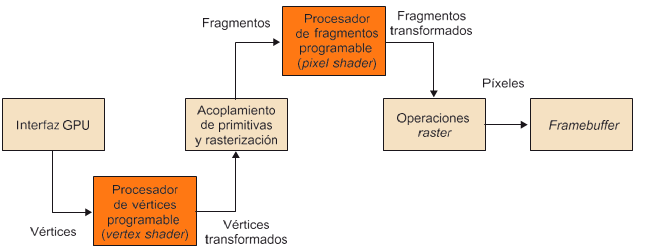 Fragmentos
Procesador
de fragmentos
programable
(pixel shader)
Fragmentos
transformados
Interfaz GPU
Acoplamiento
de primitivas
y rasterización
Operaciones
raster
Píxeles
Framebuffer
Vértices
Procesador
de vértices
programable
(vertex shader)
Vértices
transformados